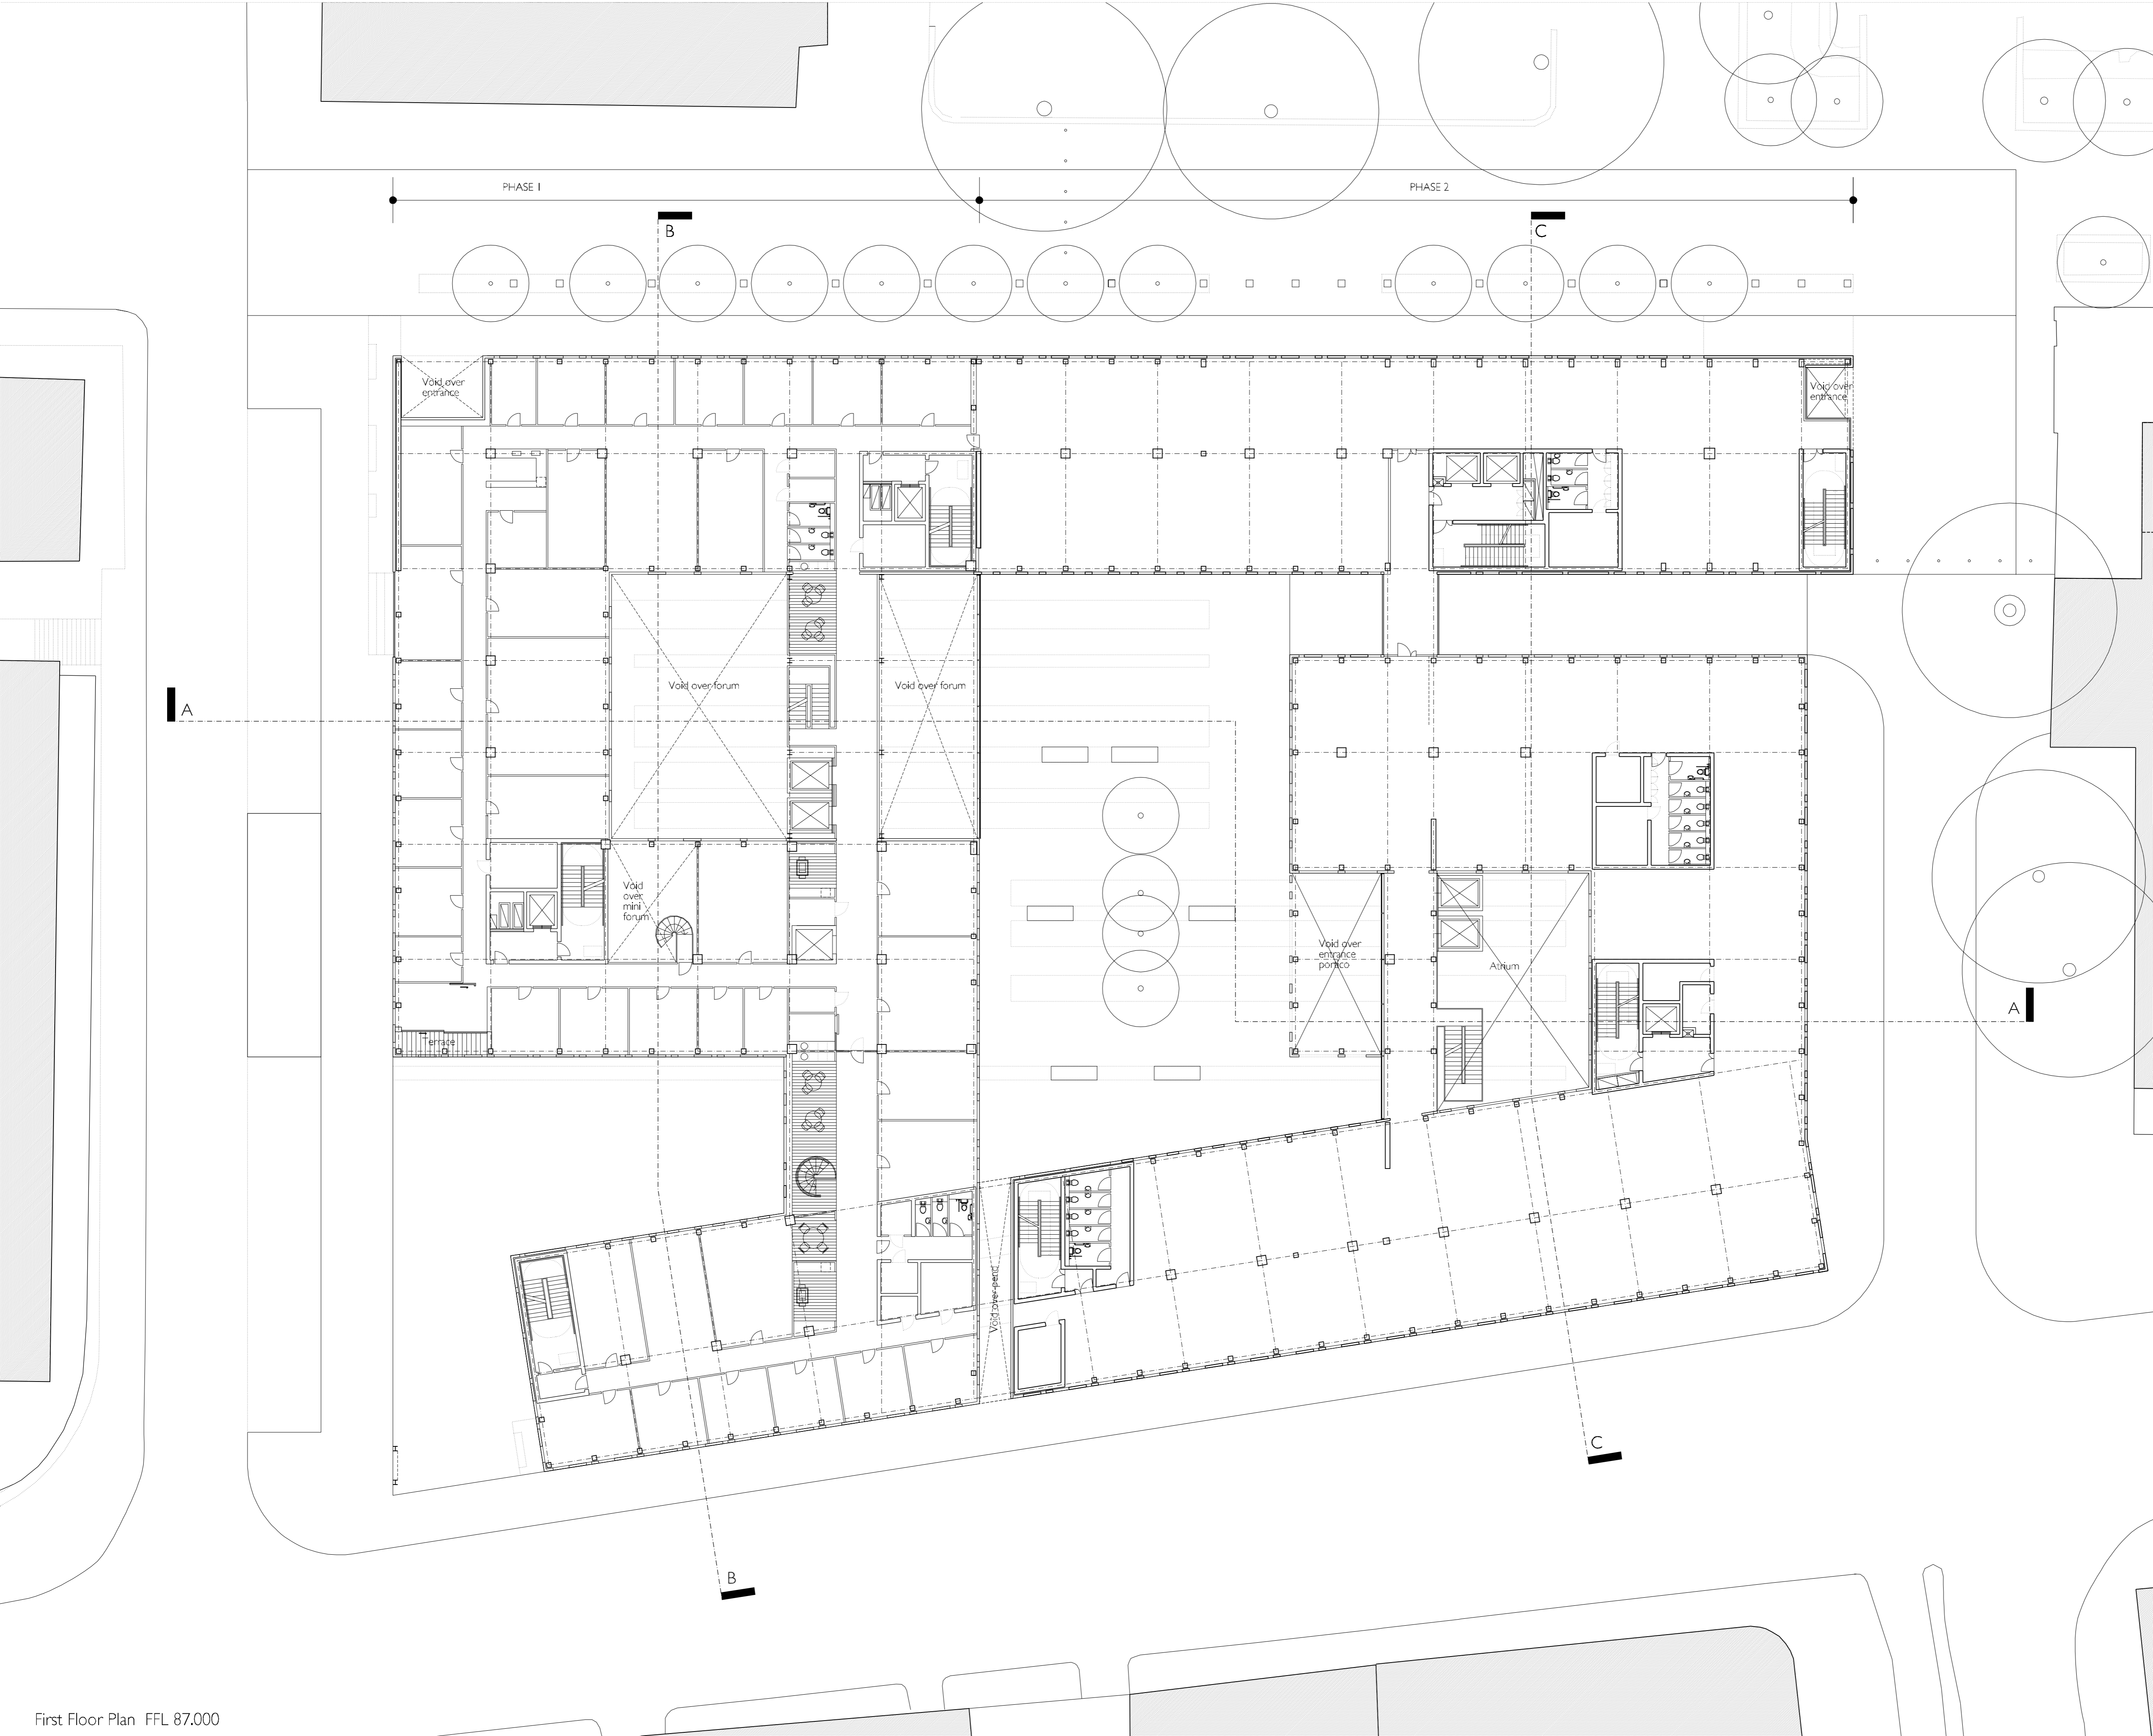 PHASE 1
PHASE 2
B
C
Void over
entrance
Void over
entrance
Void over forum
Void over forum
A
Void
over
mini
forum
Void over
entrance
portico
Atrium
A
Terrace
C
B
First Floor Plan FFL 87.000